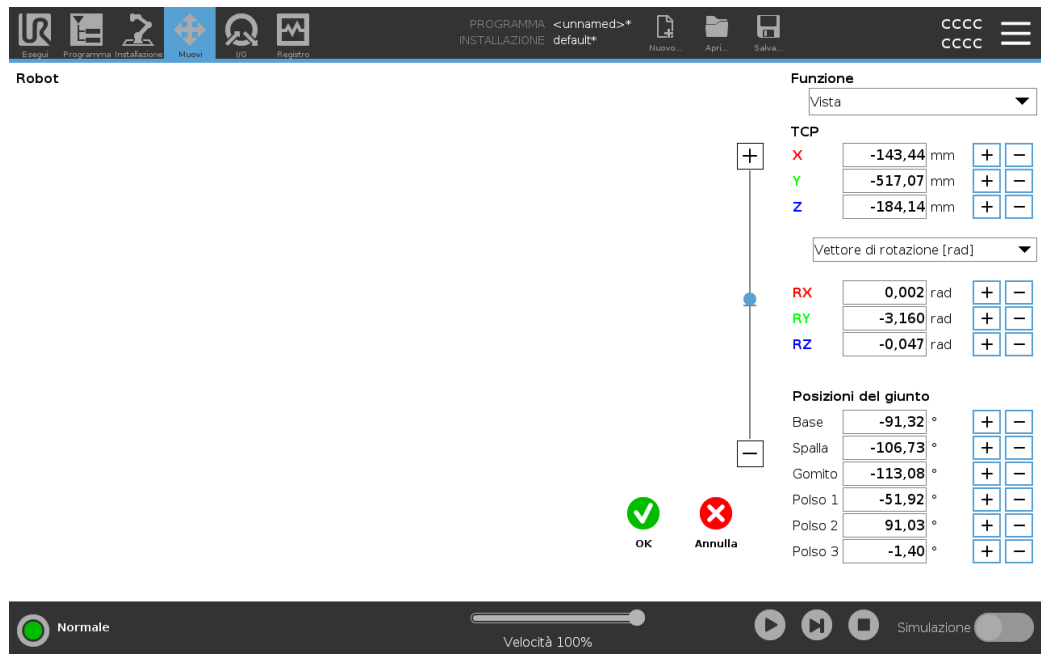 PROGRAMMA <unnamed>*
INSTALLAZIONE default*
Esegui Programma Installazione Muovi I/O Registro
Nuovo... Apri... Salva...
CCCC
CCCC
Robot
Funzione
Vista
TCP
X -143,44 mm + −
Y -517,07 mm + −
Z -184,14 mm + −
Vettore di rotazione [rad]
RX 0,002 rad + −
RY -3,160 rad + −
RZ -0,047 rad + −
Posizioni del giunto
Base -91,32 ° + −
Spalla -106,73 ° + −
Gomito -113,08 ° + −
Polso 1 -51,92 ° + −
Polso 2 91,03 ° + −
Polso 3 -1,40 ° + −
OK Annulla
Normale
Velocità 100%
Simulazione